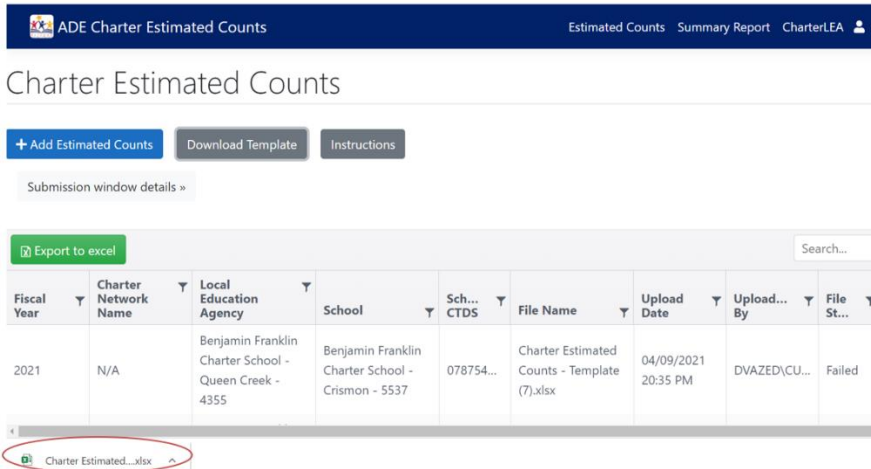 ADE Charter Estimated Counts
Estimated Counts Summary Report CharterLEA
Charter Estimated Counts
+ Add Estimated Counts
Download Template
Instructions
Submission window details »
Export to excel
Search...
Fiscal Year
Charter Network Name
Local Education Agency
School
Sch... CTDS
File Name
Upload Date
Upload... By
File St...
2021
N/A
Benjamin Franklin
Charter School -
Queen Creek -
4355
Benjamin Franklin
Charter School -
Crismon - 5537
078754...
Charter Estimated
Counts - Template
(7).xlsx
04/09/2021
20:35 PM
DVAZED\CU...
Failed
Charter Estimated....xlsx